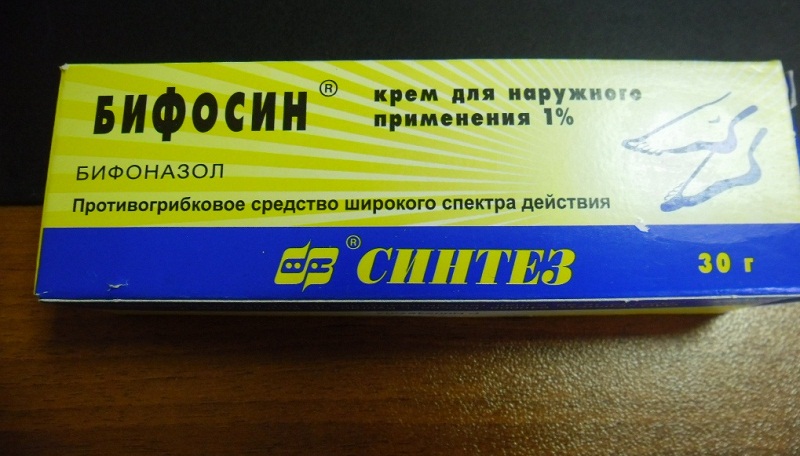 БИФОСИН®
крем для наружного
применения 1%
БИФОНАЗОЛ
Противогрибковое средство широкого спектра действия
® СИНТЕЗ
30 г